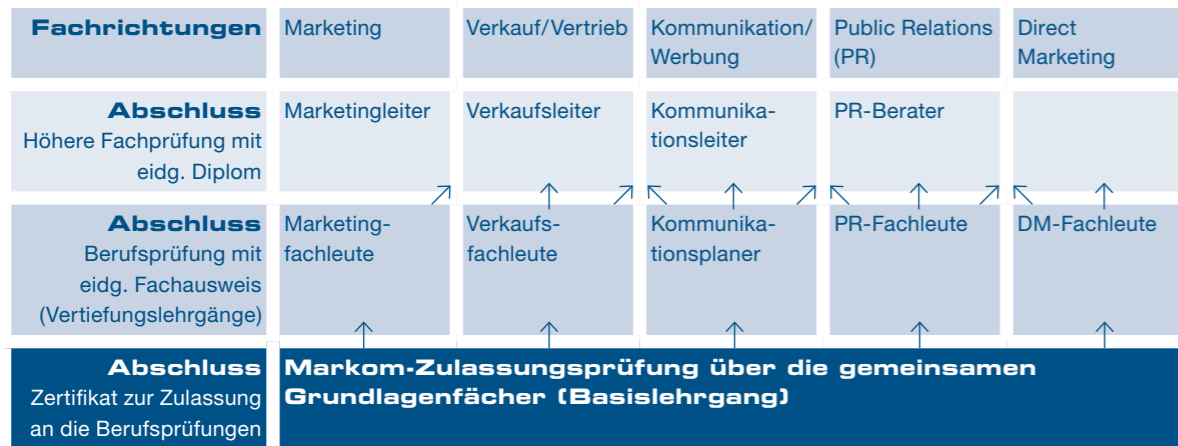 Fachrichtungen
Marketing
Verkauf/Vertrieb
Kommunikation/
Werbung
Public Relations
(PR)
Direct
Marketing
Abschluss
Höhere Fachprüfung mit
eidg. Diplom
Marketingleiter
Verkaufsleiter
Kommunika-
tionsleiter
PR-Berater
Abschluss
Berufsprüfung mit
eidg. Fachausweis
(Vertiefungslehrgänge)
Marketing-
fachleute
Verkaufs-
fachleute
Kommunika-
tionsplaner
PR-Fachleute
DM-Fachleute
Abschluss
Zertifikat zur Zulassung
an die Berufsprüfungen
Markom-Zulassungsprüfung über die gemeinsamen
Grundlagenfächer (Basislehrgang)